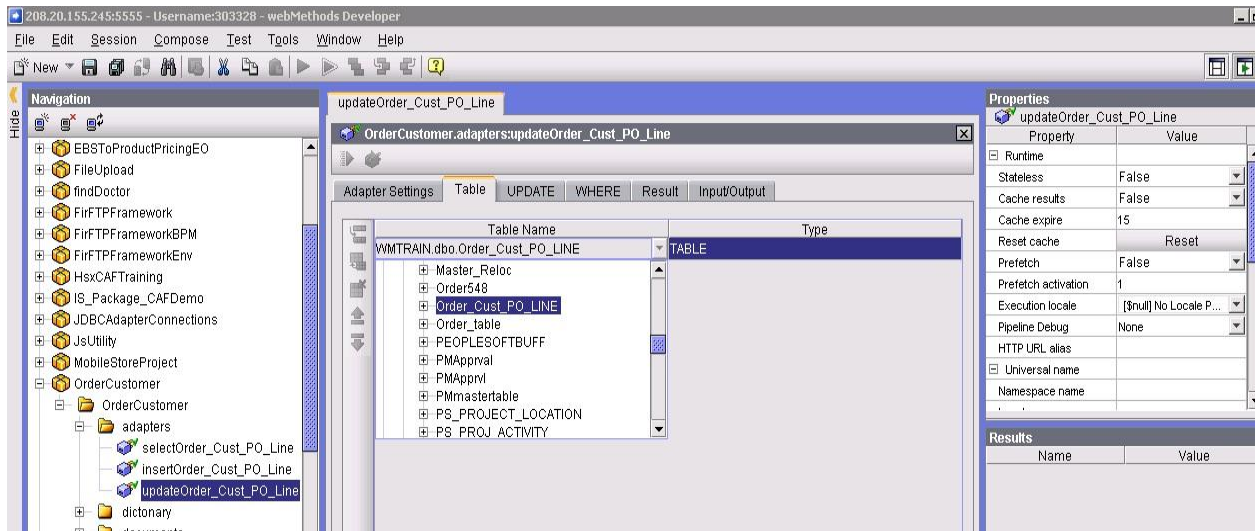 208.20.155.245:5555 - Username:303328 - webMethods Developer
File Edit Session Compose Test Tools Window Help
New
Hide
Navigation
EBSToProductPricingEO
FileUpload
findDoctor
FirFTPFramework
FirFTPFrameworkBPM
FirFTPFrameworkEnv
HsxCAFTraining
IS_Package_CAFDemo
JDBCAdapterConnections
JsUtility
MobileStoreProject
OrderCustomer
OrderCustomer
adapters
selectOrder_Cust_PO_Line
insertOrder_Cust_PO_Line
updateOrder_Cust_PO_Line
dictonary
documents
updateOrder_Cust_PO_Line
OrderCustomer.adapters:updateOrder_Cust_PO_Line
Adapter Settings Table UPDATE WHERE Result Input/Output
Table Name Type
WMTRAIN.dbo.Order_Cust_PO_LINE TABLE
Master_Reloc
Order548
Order_Cust_PO_LINE
Order_table
PEOPLESOFTBUFF
PMApprval
PMApprvl
PMmastertable
PS_PROJECT_LOCATION
PS_PROJ_ACTIVITY
Properties
updateOrder_Cust_PO_Line
Property Value
Runtime
Stateless False
Cache results False
Cache expire 15
Reset cache Reset
Prefetch False
Prefetch activation 1
Execution locale [$null] No Locale P...
Pipeline Debug None
HTTP URL alias
Universal name
Namespace name
Results
Name Value